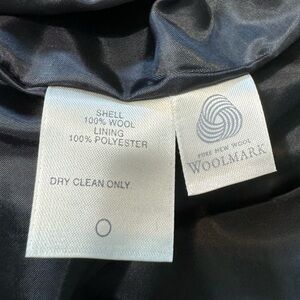 SHELL
100% WOOL
LINING
100% POLYESTER
DRY CLEAN ONLY
PURE NEW WOOL
WOOLMARK